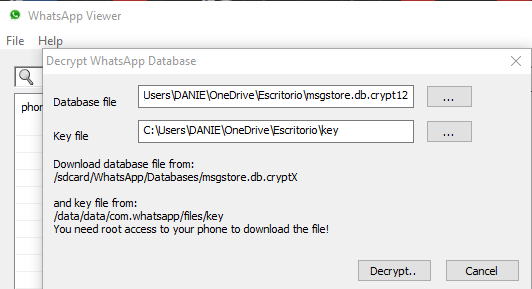 WhatsApp Viewer
File Help
Decrypt WhatsApp Database
phon
Database file
Users\DANIE\OneDrive\Escritorio\msgstore.db.crypt12
...
Key file
C:\Users\DANIE\OneDrive\Escritorio\key
...
Download database file from:
/sdcard/WhatsApp/Databases/msgstore.db.cryptX
and key file from:
/data/data/com.whatsapp/files/key
You need root access to your phone to download the file!
Decrypt.. Cancel